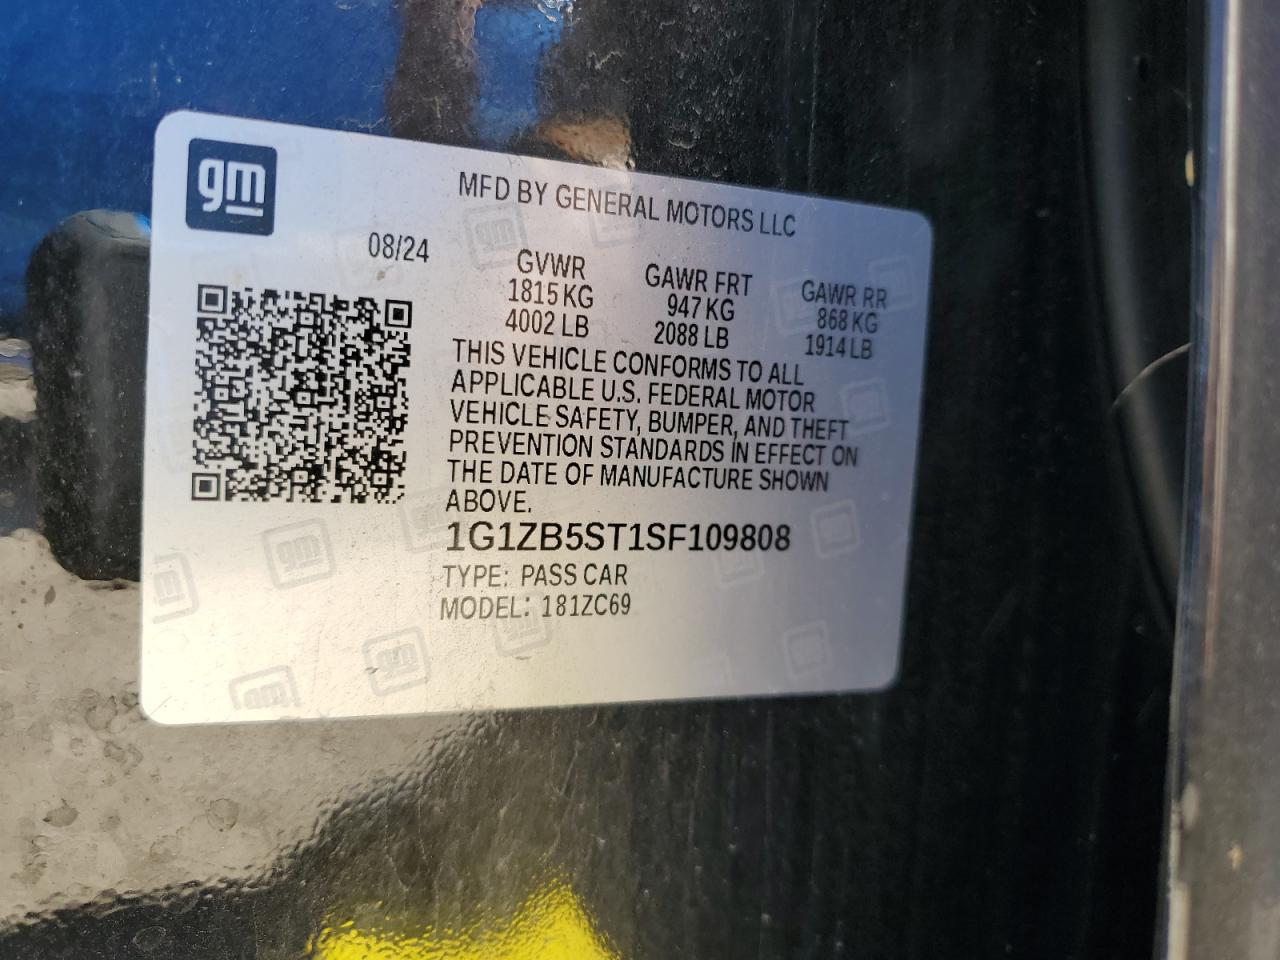 gm
MFD BY GENERAL MOTORS LLC
08/24
GVWR GAWR FRT GAWR RR
1815 KG 947 KG 868 KG
4002 LB 2088 LB 1914 LB
THIS VEHICLE CONFORMS TO ALL
APPLICABLE U.S. FEDERAL MOTOR
VEHICLE SAFETY, BUMPER, AND THEFT
PREVENTION STANDARDS IN EFFECT ON
THE DATE OF MANUFACTURE SHOWN
ABOVE.
1G1ZB5ST1SF109808
TYPE: PASS CAR
MODEL: 181ZC69